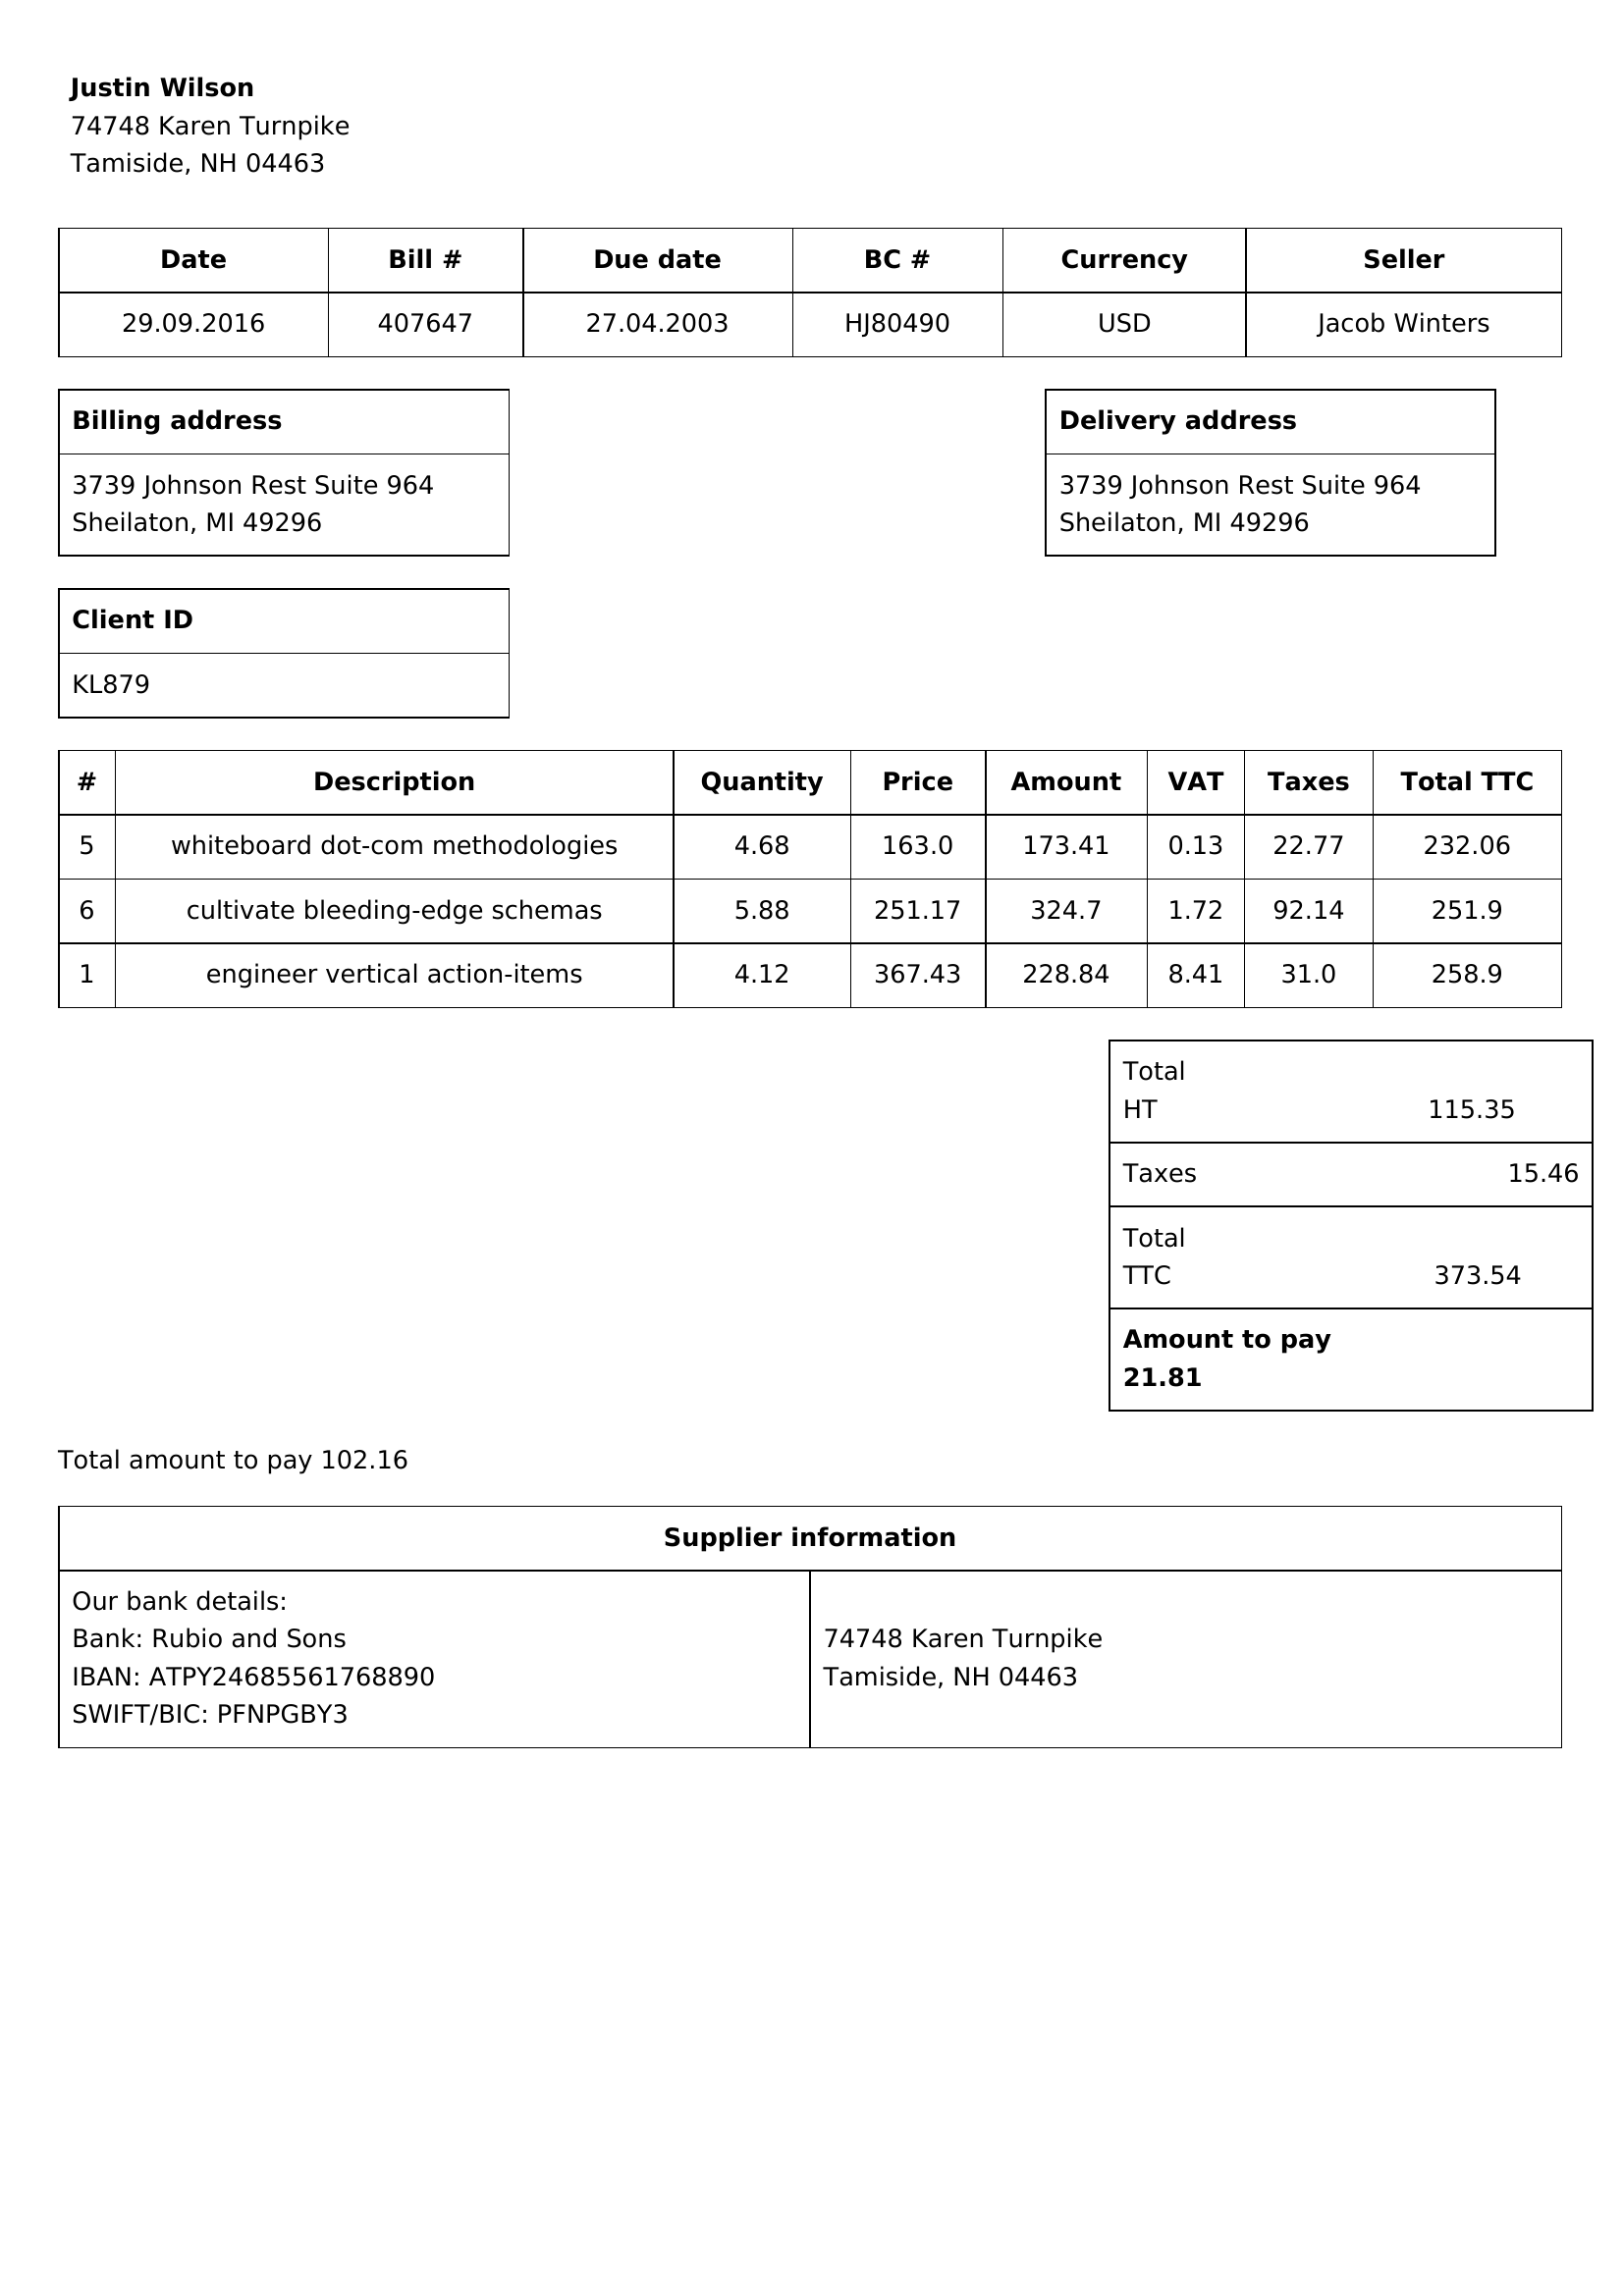 Justin Wilson
74748 Karen Turnpike
Tamiside, NH 04463
Date Bill # Due date BC # Currency Seller
29.09.2016 407647 27.04.2003 HJ80490 USD Jacob Winters
Billing address
3739 Johnson Rest Suite 964
Sheilaton, MI 49296
Delivery address
3739 Johnson Rest Suite 964
Sheilaton, MI 49296
Client ID
KL879
# Description Quantity Price Amount VAT Taxes Total TTC
5 whiteboard dot-com methodologies 4.68 163.0 173.41 0.13 22.77 232.06
6 cultivate bleeding-edge schemas 5.88 251.17 324.7 1.72 92.14 251.9
1 engineer vertical action-items 4.12 367.43 228.84 8.41 31.0 258.9
Total
HT 115.35
Taxes 15.46
Total
TTC 373.54
Amount to pay
21.81
Total amount to pay 102.16
Supplier information
Our bank details:
Bank: Rubio and Sons
IBAN: ATPY24685561768890
SWIFT/BIC: PFNPGBY3
74748 Karen Turnpike
Tamiside, NH 04463